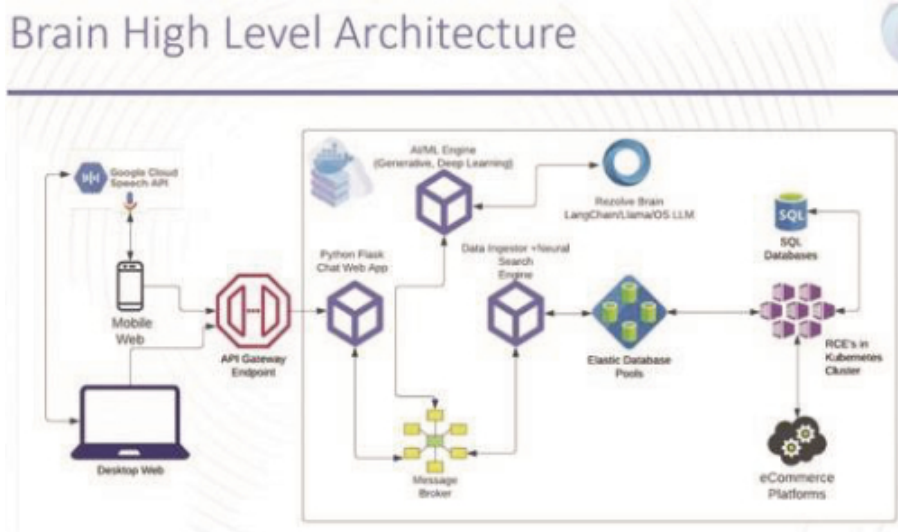 Brain High Level Architecture
Google Cloud
Speech-API
Mobile
Web
Desktop Web
API Gateway
Endpoint
Python Flask
Chat Web App
AI/ML Engine
(Generative, Deep Learning)
Rezolve Brain
LangChain/Llama/OS LLM
Data Ingestor +Neural
Search
Engine
Message
Broker
Elastic Database
Pools
SQL
SQL
Databases
RCE's in
Kubernetes
Cluster
eCommerce
Platforms